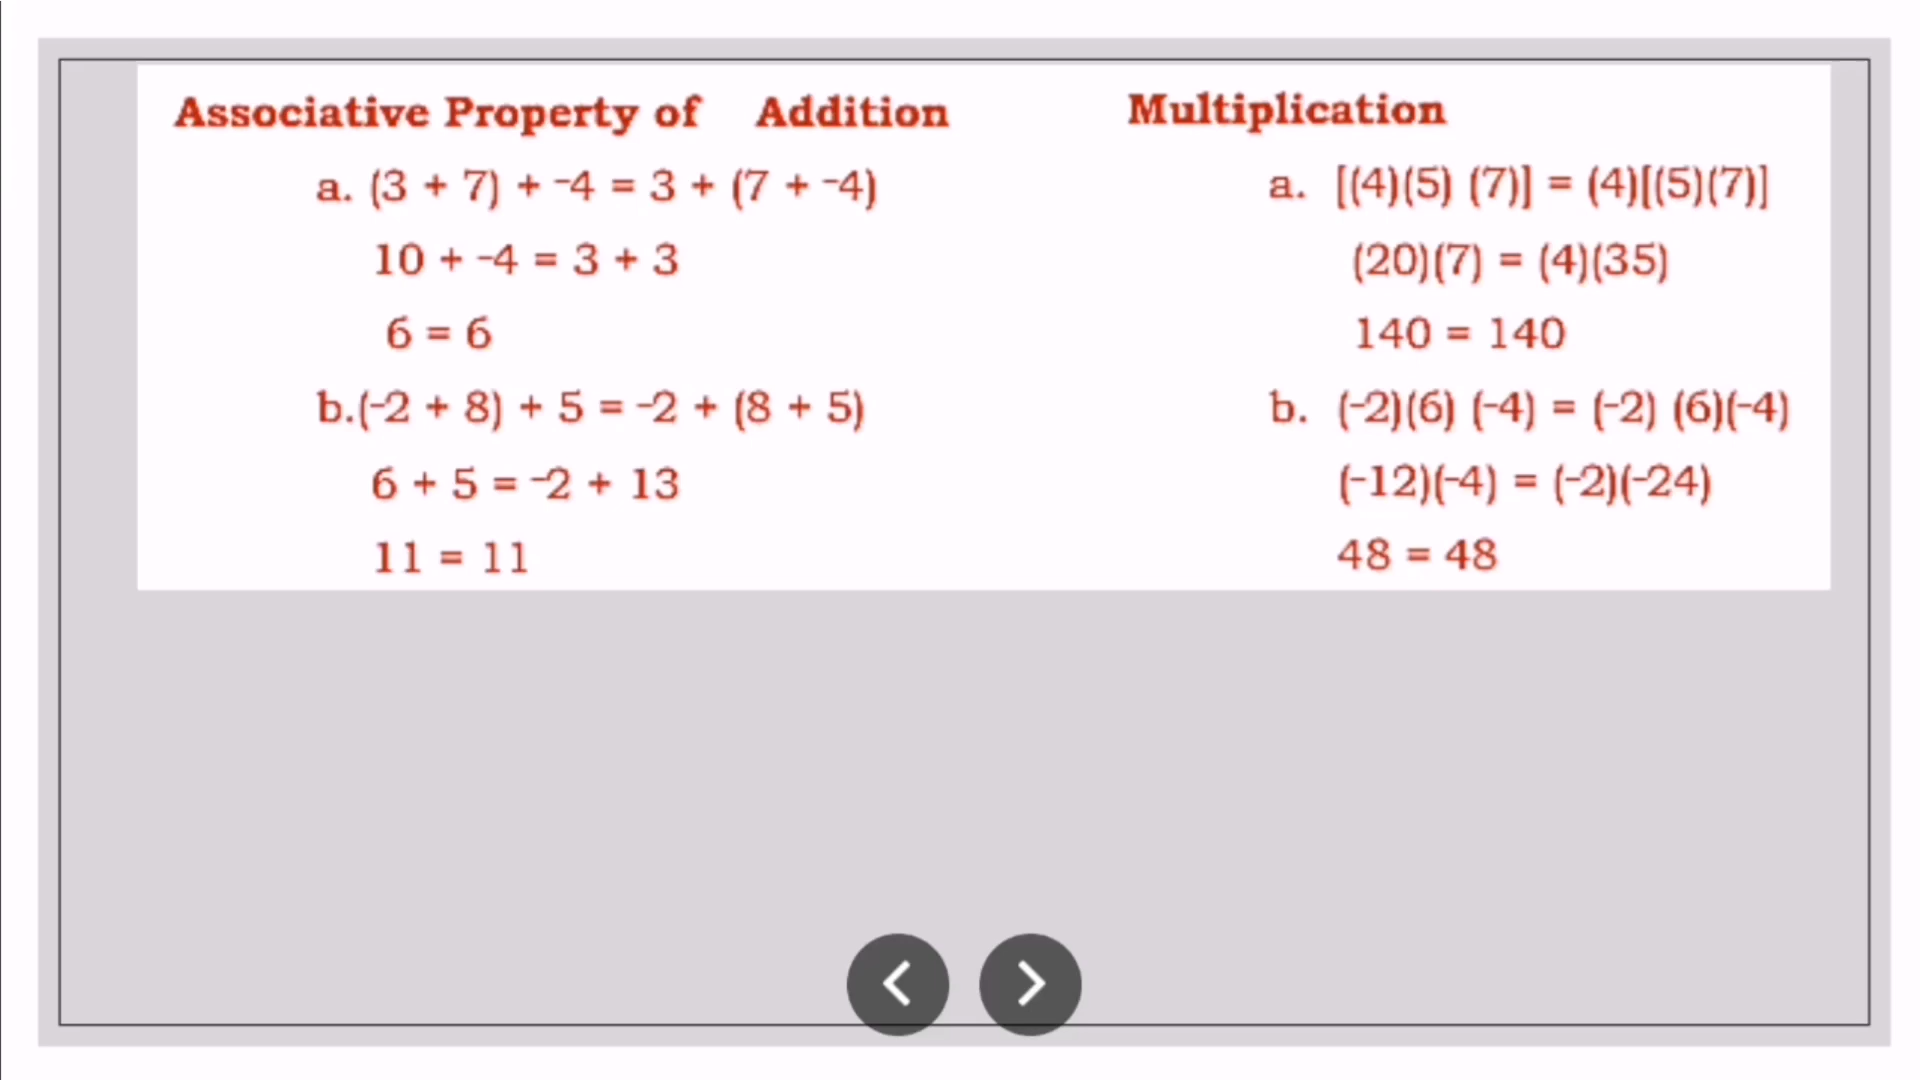 Associative Property of Addition
a. (3 + 7) + -4 = 3 + (7 + -4)
10 + -4 = 3 + 3
6 = 6
b.(-2 + 8) + 5 = -2 + (8 + 5)
6 + 5 = -2 + 13
11 = 11
Multiplication
a. [(4)(5) (7)] = (4)[(5)(7)]
(20)(7) = (4)(35)
140 = 140
b. (-2)(6) (-4) = (-2) (6)(-4)
(-12)(-4) = (-2)(-24)
48 = 48